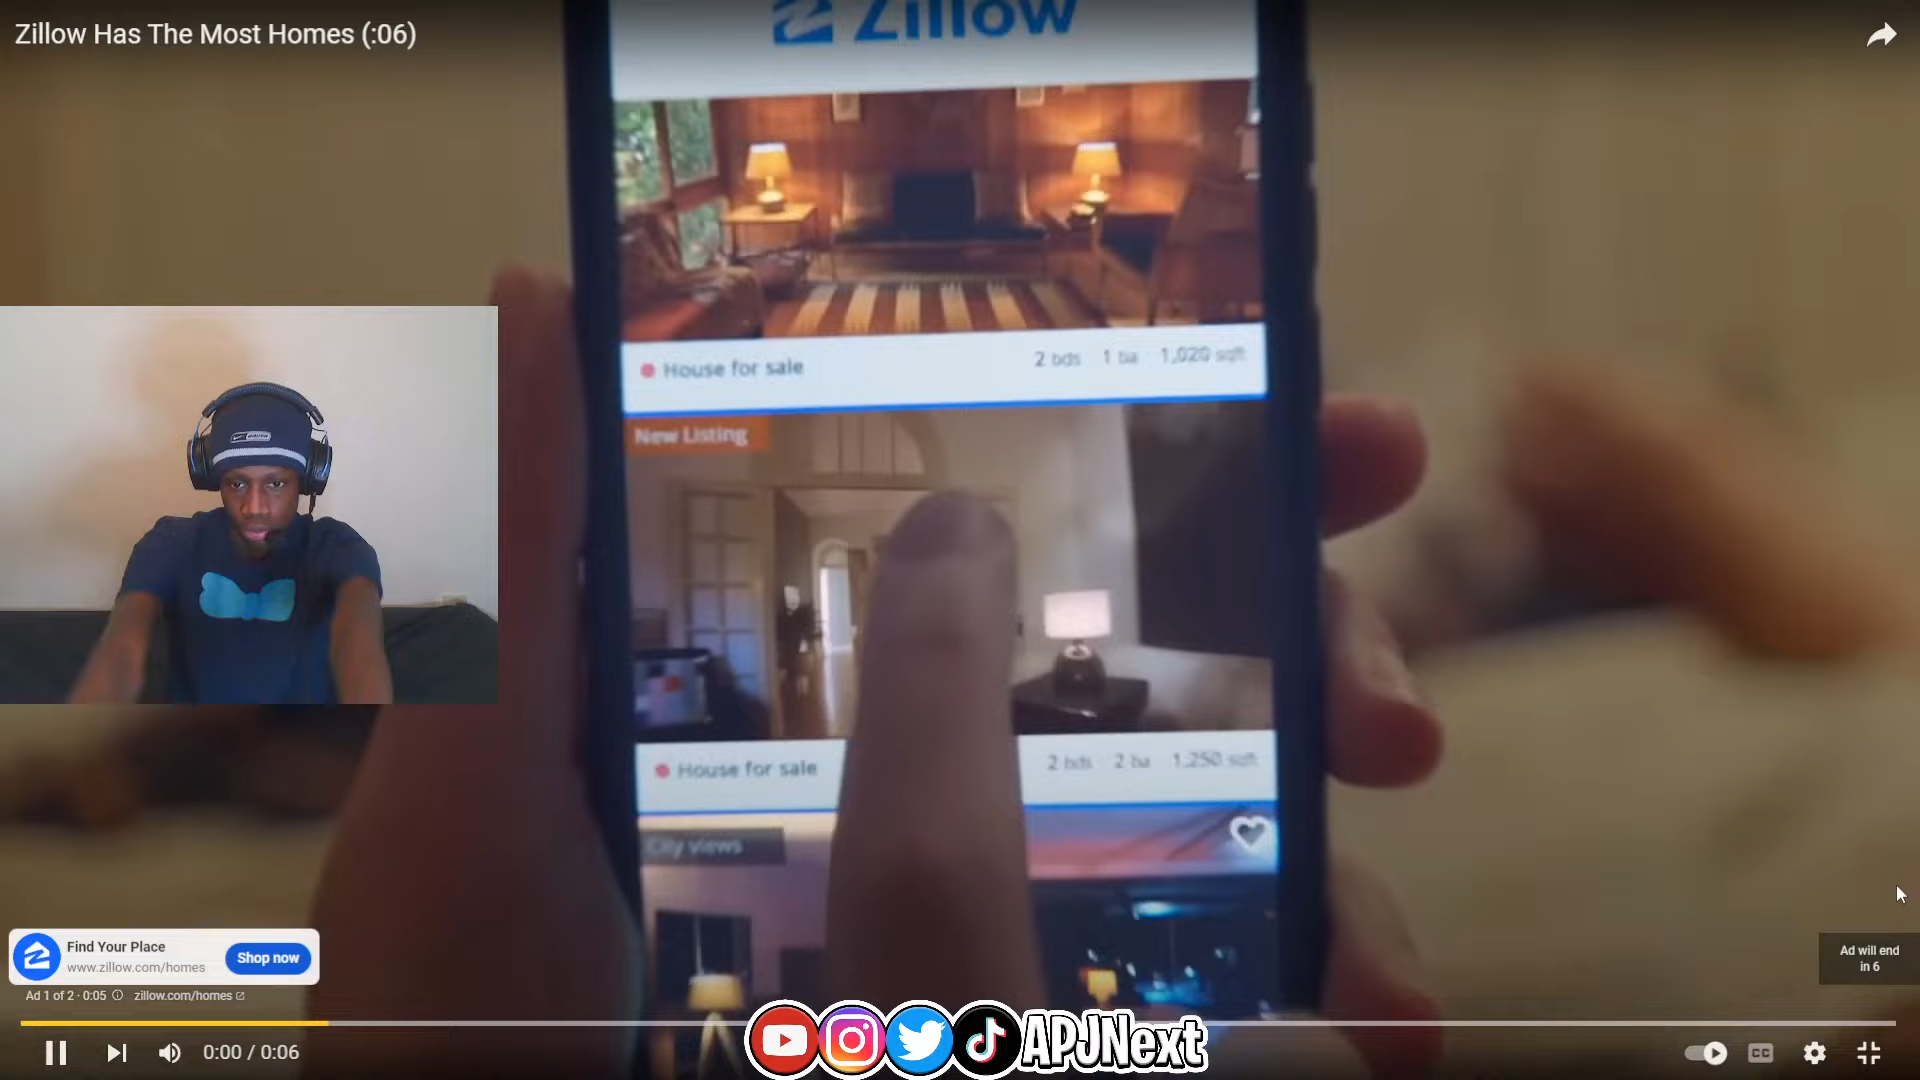 Zillow Has The Most Homes (:06)
Zillow
House for sale
2 bds 1 ba 1,020 sqft
New Listing
House for sale
2 bds 2 ba 1,250 sqft
City views
Find Your Place
www.zillow.com/homes
Shop now
Ad will end
in 6
Ad 1 of 2 · 0:05
zillow.com/homes
APJNext
0:00 / 0:06
CC